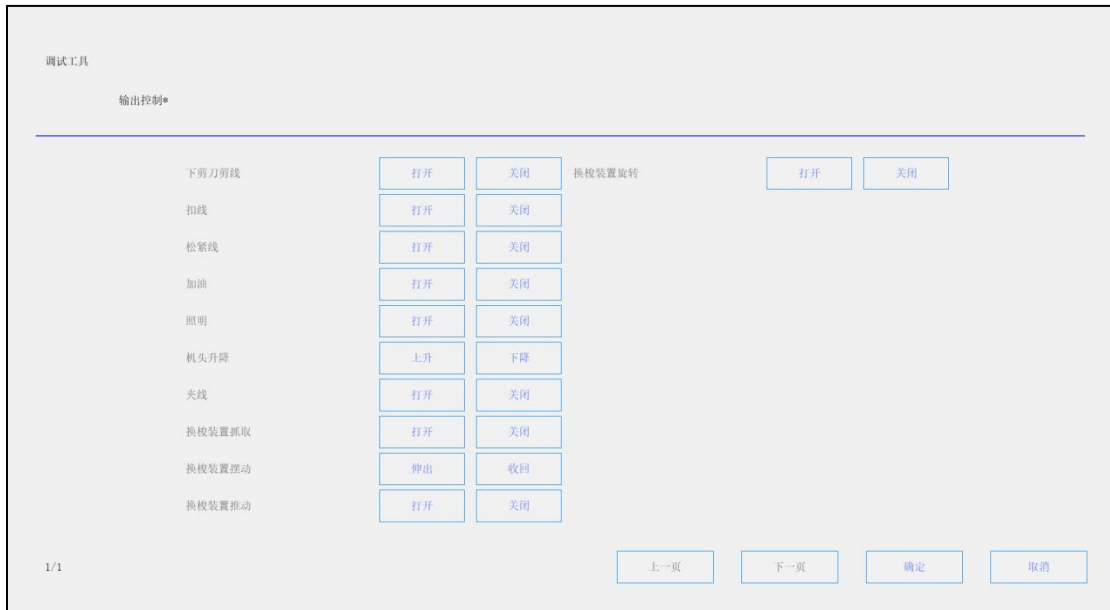 调试工具
输出控制*
下剪刀剪线 打开 关闭 换梭装置旋转 打开 关闭
扣线 打开 关闭
松紧线 打开 关闭
加油 打开 关闭
照明 打开 关闭
机头升降 上升 下降
夹线 打开 关闭
换梭装置抓取 打开 关闭
换梭装置摆动 伸出 收回
换梭装置推动 打开 关闭
1/1 上一页 下一页 确定 取消